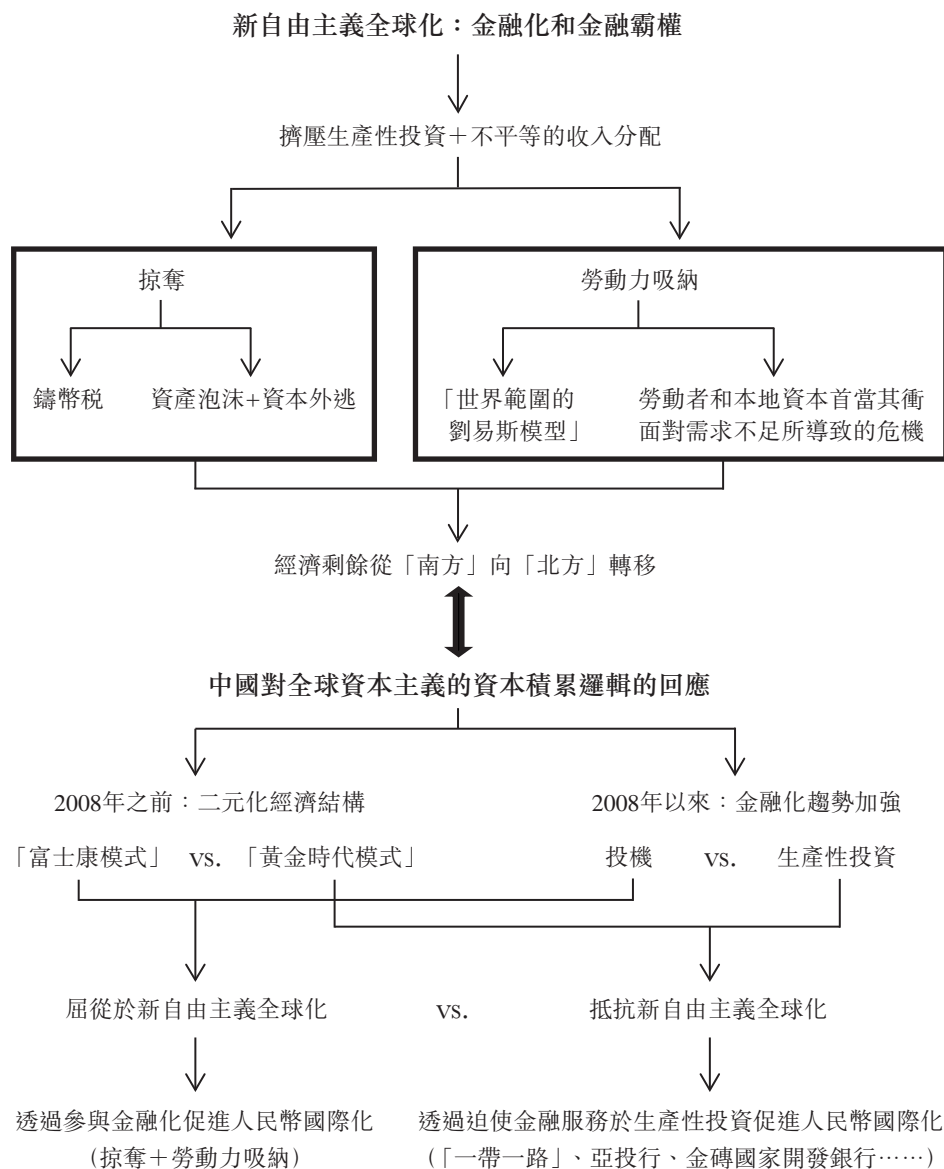 新自由主義全球化：金融化和金融霸權
擠壓生產性投資＋不平等的收入分配
掠奪
勞動力吸納
鑄幣税
資產泡沫+資本外逃
「世界範圍的
劉易斯模型」
勞動者和本地資本首當其衝
面對需求不足所導致的危機
經濟剩餘從「南方」向「北方」轉移
中國對全球資本主義的資本積累邏輯的回應
2008年之前：二元化經濟結構
2008年以來：金融化趨勢加強
「富士康模式」 vs. 「黃金時代模式」
投機 vs. 生產性投資
屈從於新自由主義全球化 vs. 抵抗新自由主義全球化
透過參與金融化促進人民幣國際化
（掠奪＋勞動力吸納）
透過迫使金融服務於生產性投資促進人民幣國際化
（「一帶一路」、亞投行、金磚國家開發銀行……）